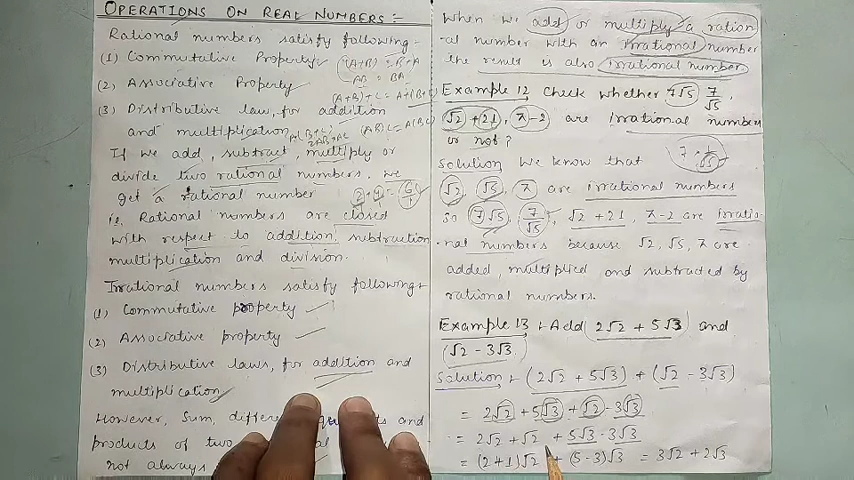 OPERATIONS ON REAL NUMBERS :-
Rational numbers satisfy following:-
(1) Commutative Property
(A+B) = B+A
AB = BA
(2) Associative Property
(A+B)+C = A+(B+C)
(3) Distributive law, for addition
and multiplication
(AB)C = A(BC)
If we add, subtract, multiply or
divide two rational numbers. We
get a rational number
ie, Rational numbers are closed
with respect to addition, subtraction
multiplication and division.
Irrational numbers satisfy following:-
(1) Commutative property
(2) Associative property
(3) Distributive laws, for addition and
multiplication
However, Sum, and
products of two
not always
When we add or multiply a ration
-al number with an irrational number
the result is also irrational number.
Example 12 Check whether 7√5, 7/√5,
√2 + 21, π-2 are irrational numbers
or not?
7 × 1/√5
Solution We know that
√2, √5, π are irrational numbers
so 7√5, 7/√5, √2 + 21, π-2 are irratio
-nal numbers because √2, √5, π are
added, multiplied and subtracted by
rational numbers.
Example 13 :- Add (2√2 + 5√3) and
(√2 - 3√3)
Solution :- (2√2 + 5√3) + (√2 - 3√3)
= 2√2 + 5√3 + √2 - 3√3
= 2√2 + √2 + 5√3 - 3√3
= (2+1)√2 + (5-3)√3 = 3√2 + 2√3